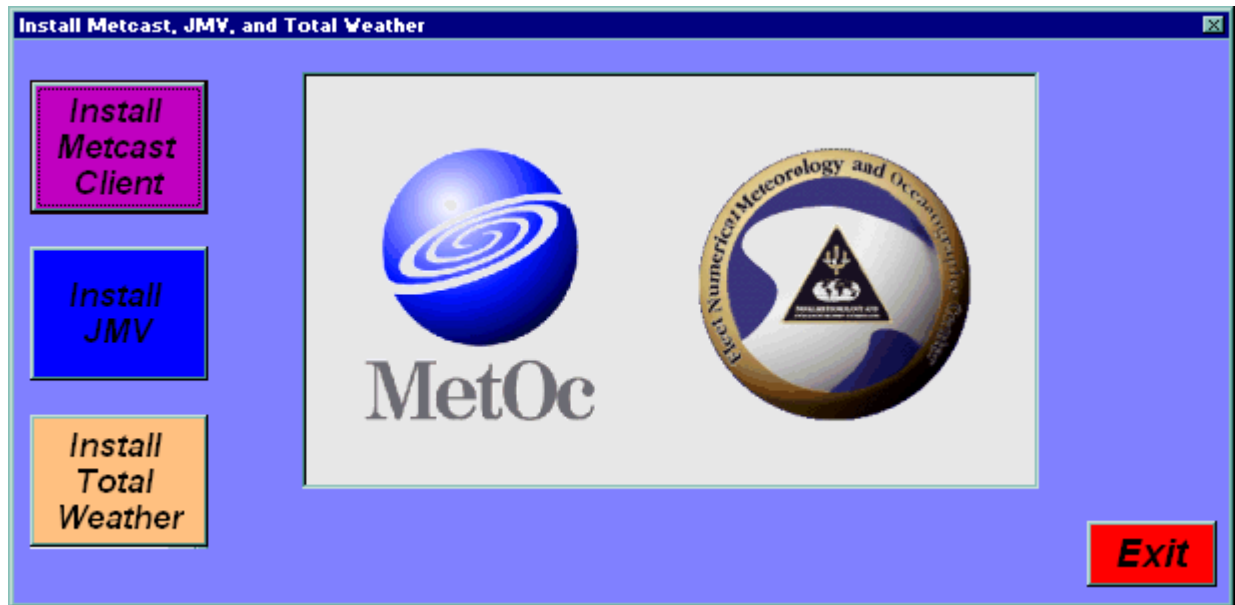 Install Metcast, JMV, and Total Weather
Install
Metcast
Client
Install
JMV
Install
Total
Weather
MetOc
Fleet Numerical Meteorology and Oceanographic Center
Exit